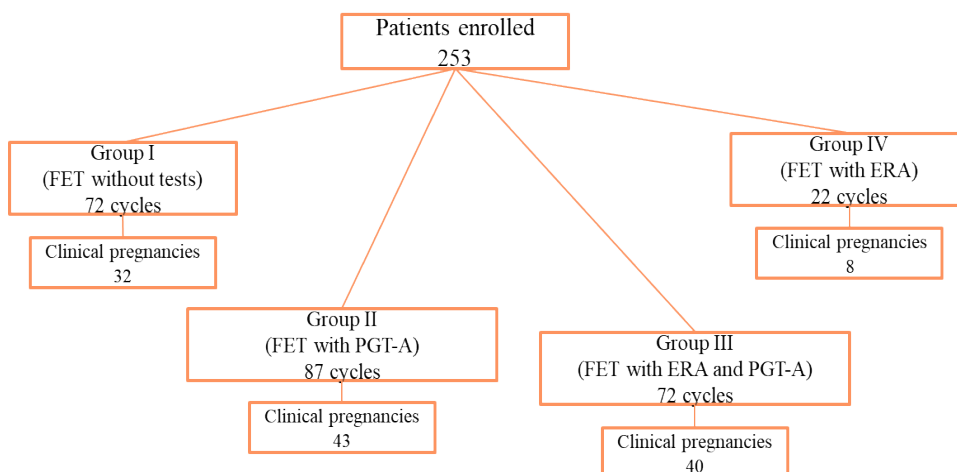 Patients enrolled
253
Group I
(FET without tests)
72 cycles
Clinical pregnancies
32
Group IV
(FET with ERA)
22 cycles
Clinical pregnancies
8
Group II
(FET with PGT-A)
87 cycles
Clinical pregnancies
43
Group III
(FET with ERA and PGT-A)
72 cycles
Clinical pregnancies
40